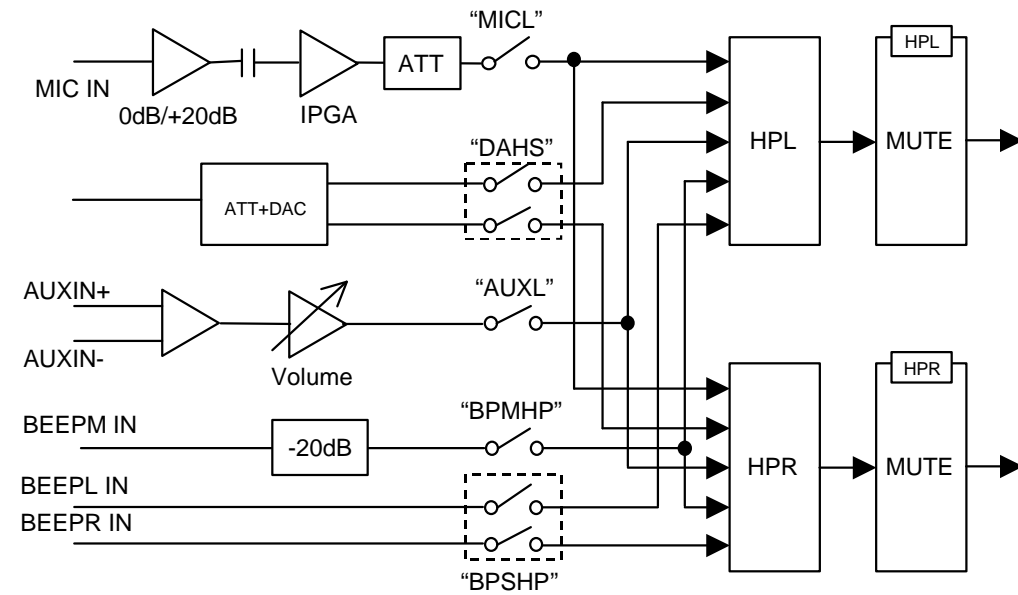 “MICL”
HPL
ATT
MIC IN
0dB/+20dB
IPGA
HPL
MUTE
“DAHS”
ATT+DAC
AUXIN+
“AUXL”
AUXIN-
Volume
HPR
“BPMHP”
BEEPM IN
-20dB
HPR
MUTE
BEEPL IN
BEEPR IN
“BPSHP”